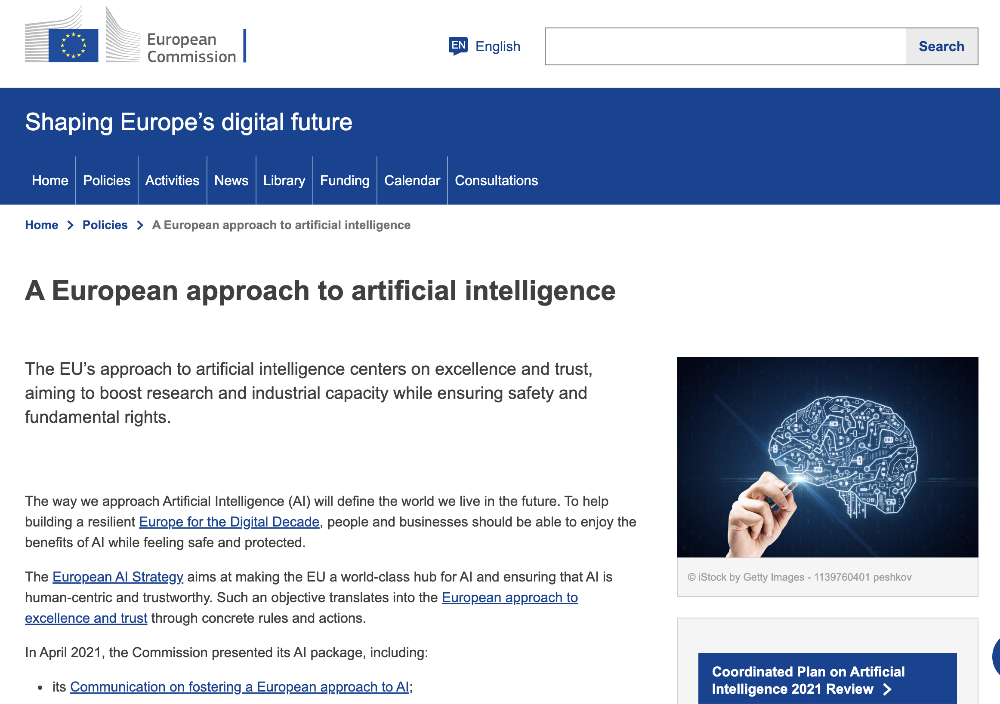 European
Commission
EN English
Search
Shaping Europe’s digital future
Home Policies Activities News Library Funding Calendar Consultations
Home > Policies > A European approach to artificial intelligence
A European approach to artificial intelligence
The EU’s approach to artificial intelligence centers on excellence and trust,
aiming to boost research and industrial capacity while ensuring safety and
fundamental rights.
The way we approach Artificial Intelligence (AI) will define the world we live in the future. To help
building a resilient Europe for the Digital Decade, people and businesses should be able to enjoy the
benefits of AI while feeling safe and protected.
The European AI Strategy aims at making the EU a world-class hub for AI and ensuring that AI is
human-centric and trustworthy. Such an objective translates into the European approach to
excellence and trust through concrete rules and actions.
In April 2021, the Commission presented its AI package, including:
• its Communication on fostering a European approach to AI;
© iStock by Getty Images - 1139760401 peshkov
Coordinated Plan on Artificial
Intelligence 2021 Review >